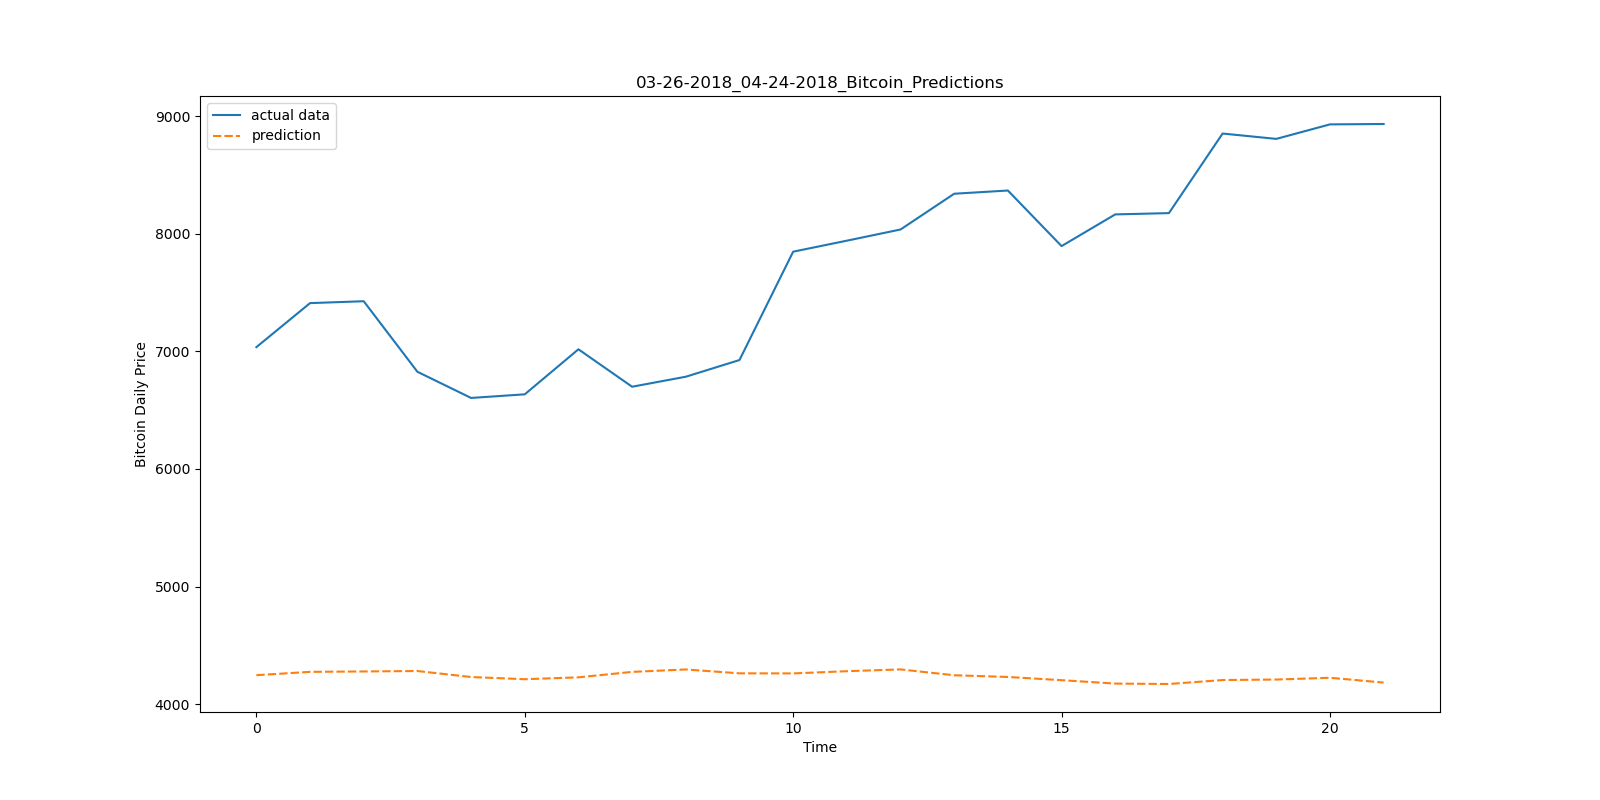 03-26-2018_04-24-2018_Bitcoin_Predictions
actual data
prediction
9000
8000
7000
6000
5000
4000
Bitcoin Daily Price
0 5 10 15 20
Time